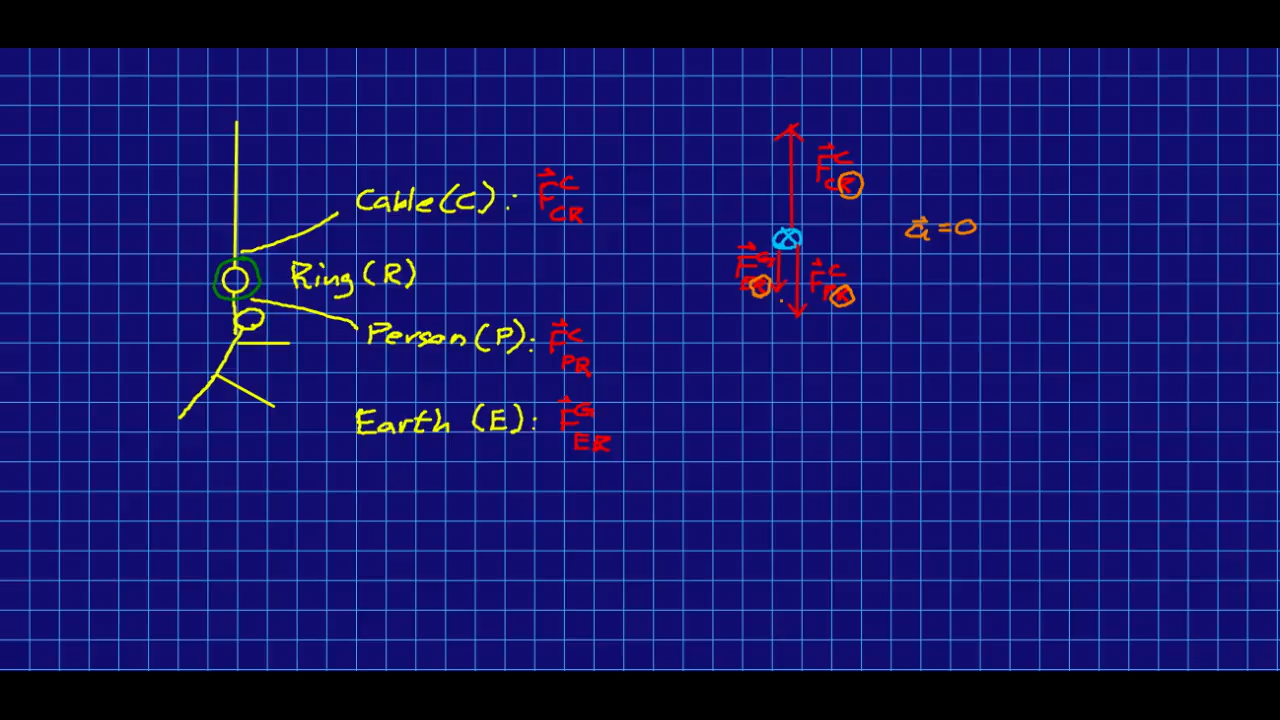 Cable (C): F⃗^C_CR
Ring (R)
Person (P): F⃗^C_PR
Earth (E): F⃗^G_ER
F⃗^C_CR
a⃗ = 0
F⃗^G_ER
F⃗^C_PR